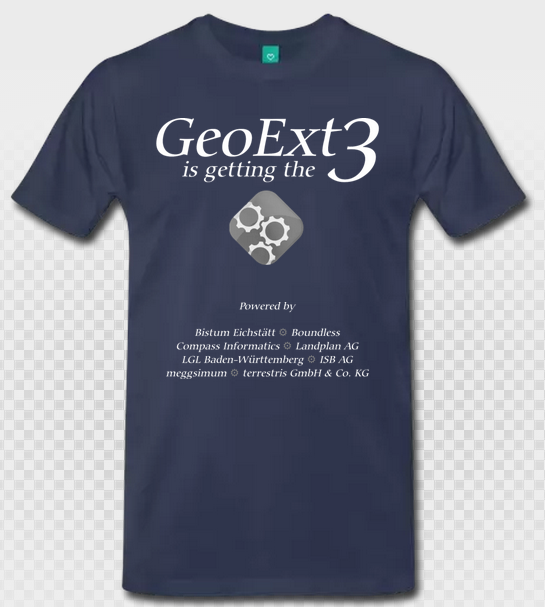 GeoExt3
is getting the
Powered by
Bistum Eichstätt ⚙ Boundless
Compass Informatics ⚙ Landplan AG
LGL Baden-Württemberg ⚙ ISB AG
meggsimum ⚙ terrestris GmbH & Co. KG